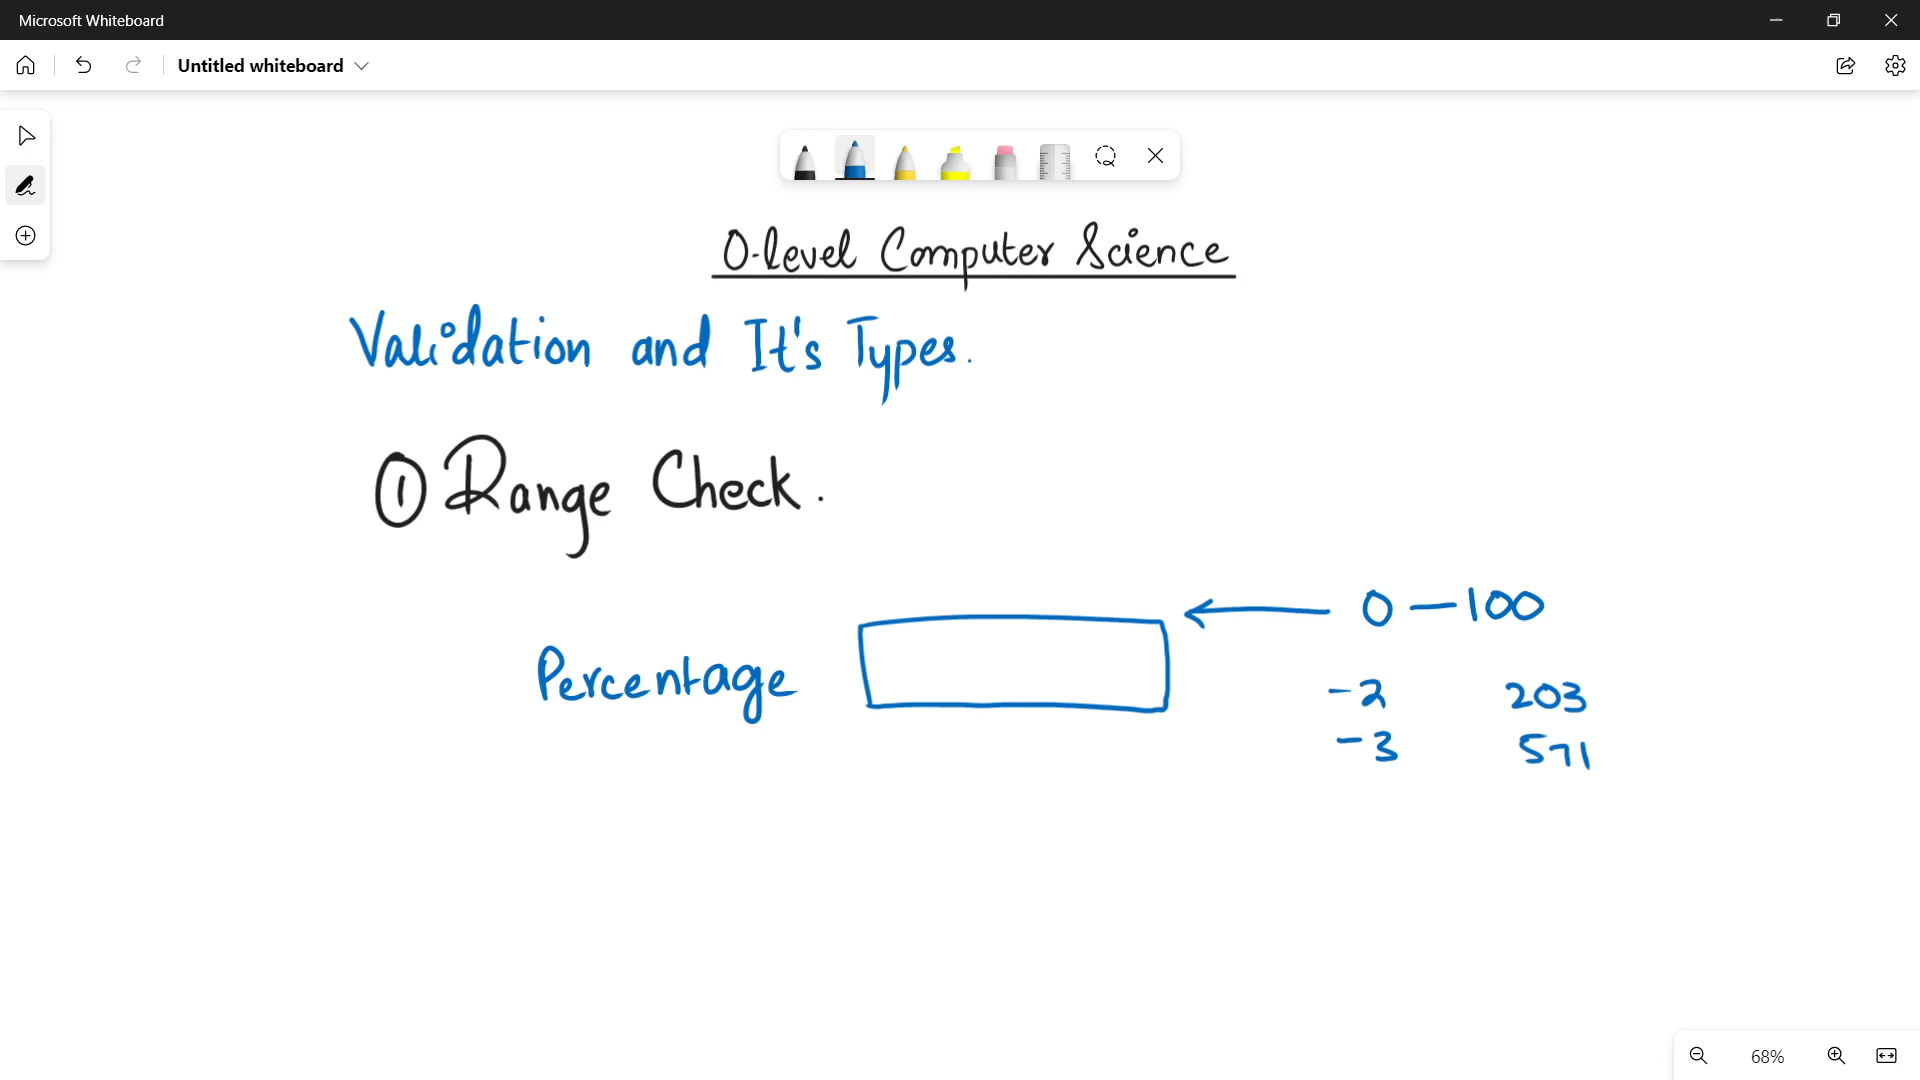 Microsoft Whiteboard
Untitled whiteboard
O-level Computer Science
Validation and It's Types.
① Range Check.
Percentage ← 0 — 100
-2 203
-3 571
68%